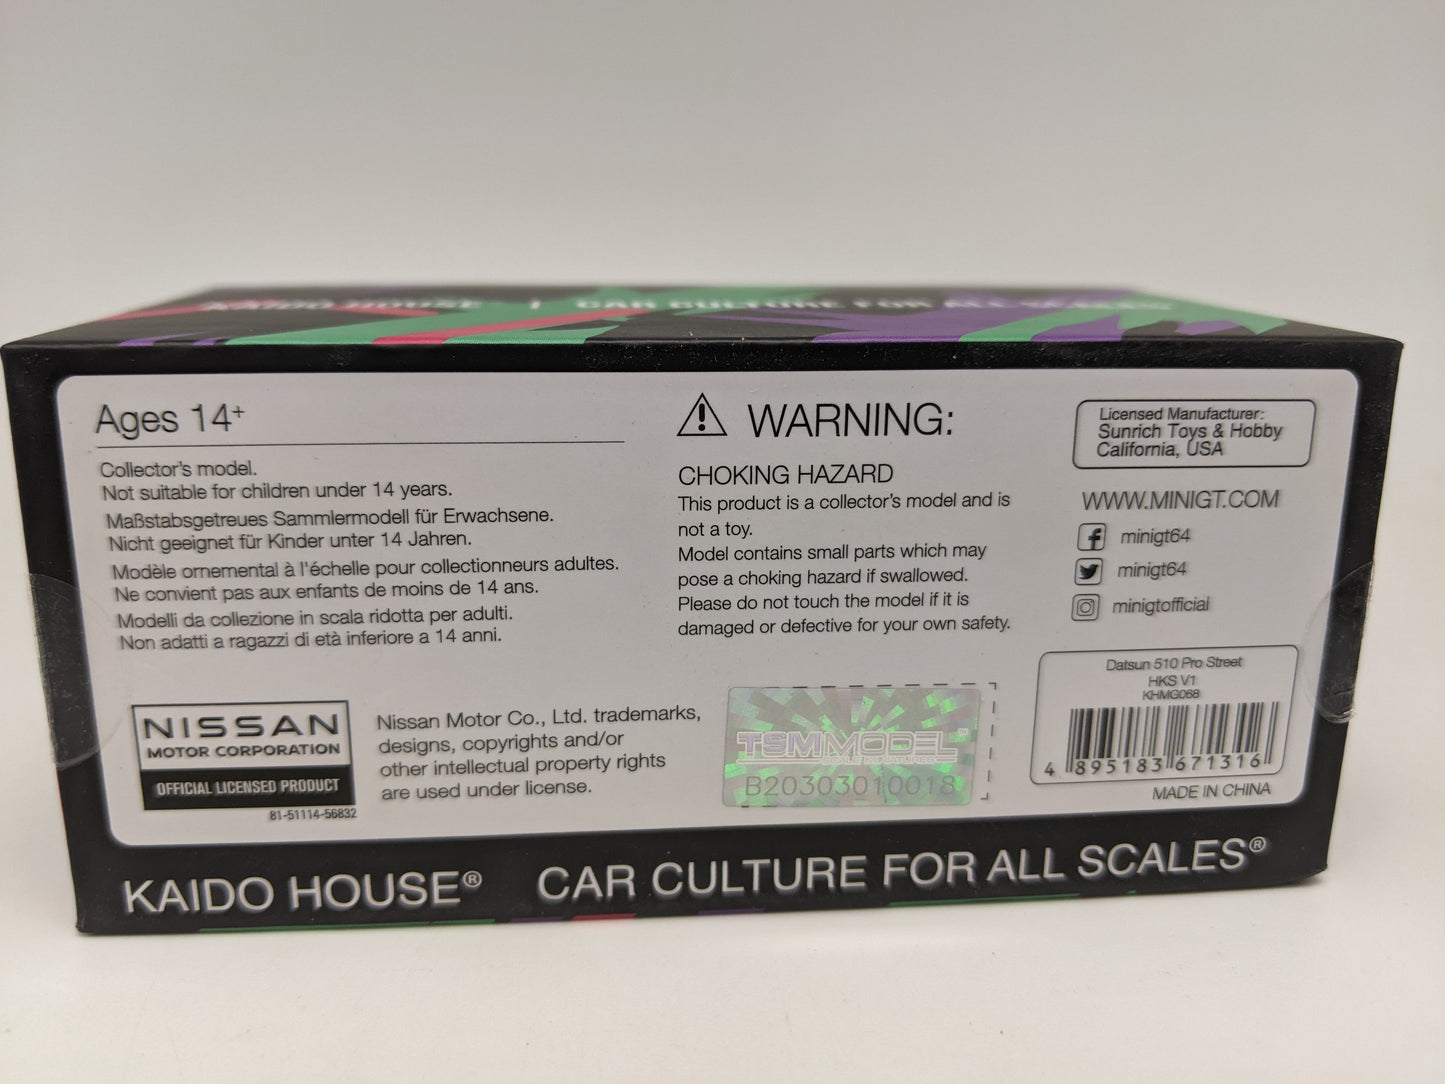 KAIDO HOUSE | CAR CULTURE FOR ALL SCALES
Ages 14+
Collector's model.
Not suitable for children under 14 years.
Maßstabsgetreues Sammlermodell für Erwachsene.
Nicht geeignet für Kinder unter 14 Jahren.
Modèle ornemental à l'échelle pour collectionneurs adultes.
Ne convient pas aux enfants de moins de 14 ans.
Modelli da collezione in scala ridotta per adulti.
Non adatti a ragazzi di età inferiore a 14 anni.
NISSAN
MOTOR CORPORATION
OFFICIAL LICENSED PRODUCT
81-51114-56832
Nissan Motor Co., Ltd. trademarks,
designs, copyrights and/or
other intellectual property rights
are used under license.
WARNING:
CHOKING HAZARD
This product is a collector's model and is
not a toy.
Model contains small parts which may
pose a choking hazard if swallowed.
Please do not touch the model if it is
damaged or defective for your own safety.
TSMMODEL™
SCALE MINIATURES
B20303010018
Licensed Manufacturer:
Sunrich Toys & Hobby
California, USA
WWW.MINIGT.COM
minigt64
minigt64
minigtofficial
Datsun 510 Pro Street
HKS V1
KHMG068
4 895183 671316
MADE IN CHINA
KAIDO HOUSE® CAR CULTURE FOR ALL SCALES®